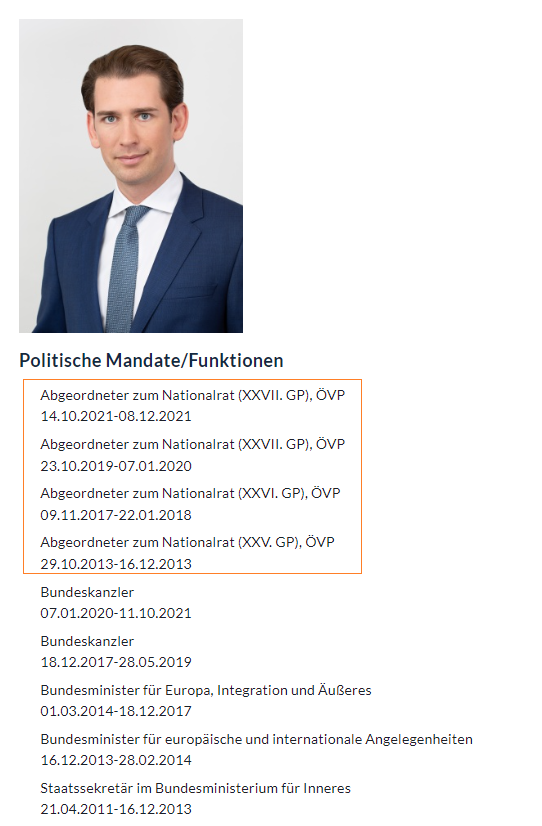 Politische Mandate/Funktionen
Abgeordneter zum Nationalrat (XXVII. GP), ÖVP
14.10.2021-08.12.2021
Abgeordneter zum Nationalrat (XXVII. GP), ÖVP
23.10.2019-07.01.2020
Abgeordneter zum Nationalrat (XXVI. GP), ÖVP
09.11.2017-22.01.2018
Abgeordneter zum Nationalrat (XXV. GP), ÖVP
29.10.2013-16.12.2013
Bundeskanzler
07.01.2020-11.10.2021
Bundeskanzler
18.12.2017-28.05.2019
Bundesminister für Europa, Integration und Äußeres
01.03.2014-18.12.2017
Bundesminister für europäische und internationale Angelegenheiten
16.12.2013-28.02.2014
Staatssekretär im Bundesministerium für Inneres
21.04.2011-16.12.2013